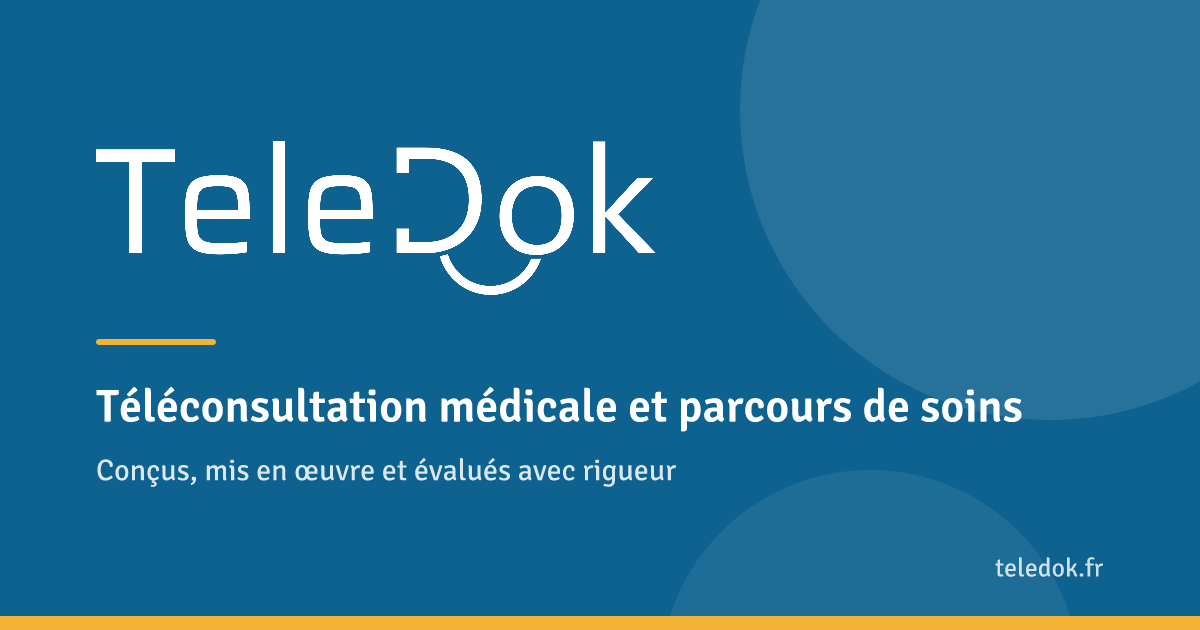 TeleDok
Téléconsultation médicale et parcours de soins
Conçus, mis en œuvre et évalués avec rigueur
teledok.fr